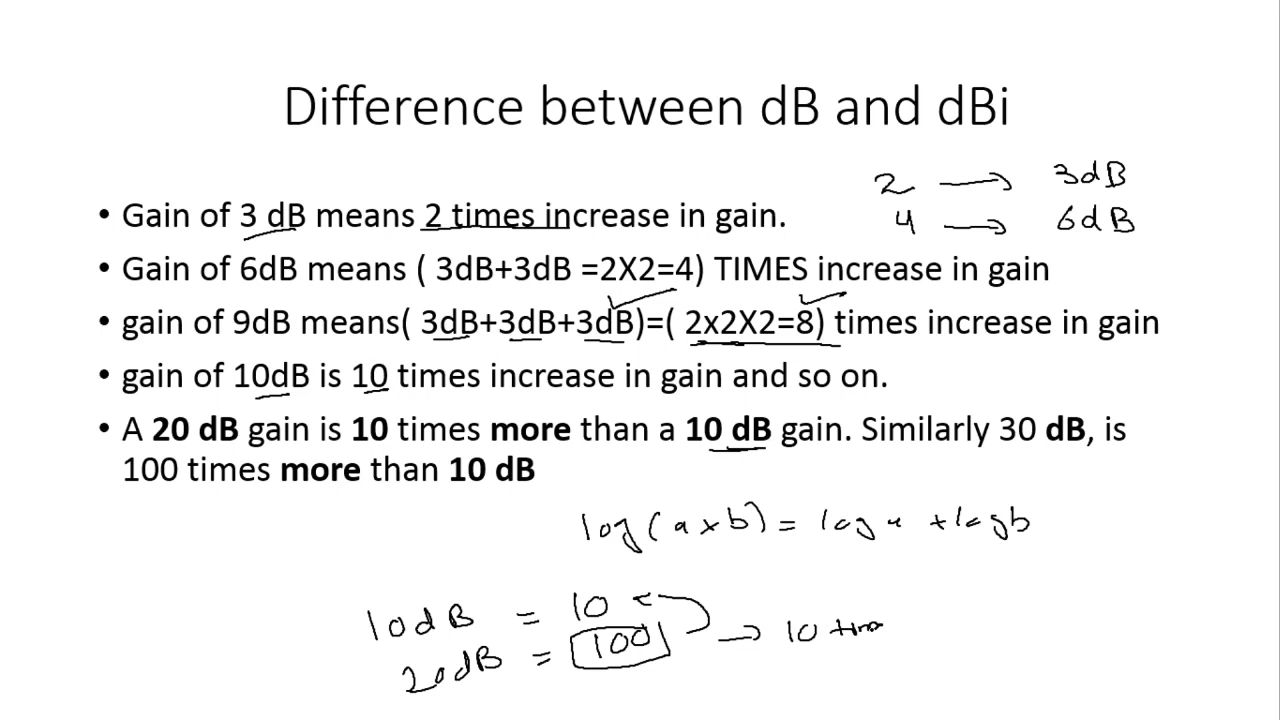 Difference between dB and dBi
2 → 3dB
• Gain of 3 dB means 2 times increase in gain.
4 → 6dB
• Gain of 6dB means ( 3dB+3dB =2X2=4) TIMES increase in gain
• gain of 9dB means( 3dB+3dB+3dB)=( 2x2X2=8) times increase in gain
• gain of 10dB is 10 times increase in gain and so on.
• A 20 dB gain is 10 times more than a 10 dB gain. Similarly 30 dB, is
100 times more than 10 dB
log(a×b) = log a + log b
10dB = 10
20dB = 100 → 10